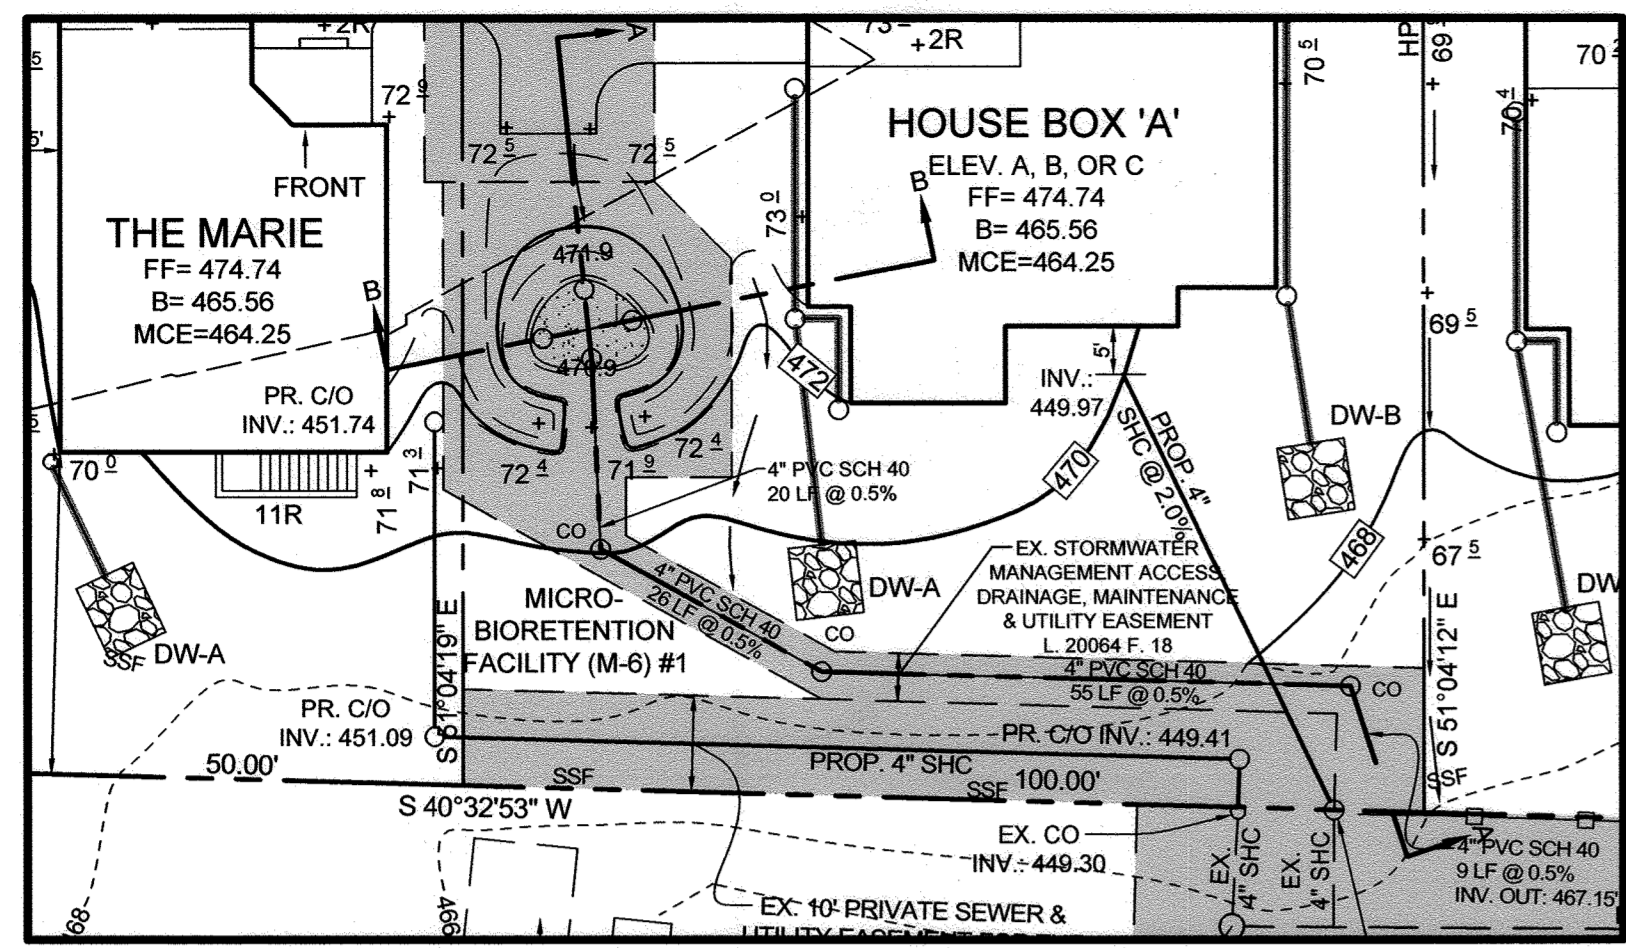 +2R
A
+2R
HP
72 9
70 5
70 4
5'
HOUSE BOX 'A'
ELEV. A, B, OR C
FF= 474.74
B= 465.56
MCE=464.25
72 5
72 5
FRONT
73 0
B
THE MARIE
FF= 474.74
B= 465.56
MCE=464.25
471.9
B
69 5
470.9
472
5'
INV.:
449.97
PR. C/O
INV.: 451.74
PROP. 4"
SHC @ 2.0%
DW-B
70 0
72 4
72 4
71 9
71 3
71 8
4" PVC SCH 40
20 LF @ 0.5%
470
11R
CO
468
67 5
EX. STORMWATER
MANAGEMENT ACCESS,
DRAINAGE, MAINTENANCE
& UTILITY EASEMENT
L. 20064 F. 18
4" PVC SCH 40
26 LF @ 0.5%
DW-A
DW
MICRO-
BIORETENTION
FACILITY (M-6) #1
CO
SSF
DW-A
4" PVC SCH 40
55 LF @ 0.5%
CO
S 51°04'12" E
PR. C/O
INV.: 451.09
PR. C/O INV.: 449.41
50.00'
PROP. 4" SHC
SSF
100.00'
SSF
SSF
S 40°32'53" W
EX. CO
INV.: 449.30
EX.
4" SHC
EX.
4" SHC
4" PVC SCH 40
9 LF @ 0.5%
INV. OUT: 467.15'
A
466
EX. 10' PRIVATE SEWER &